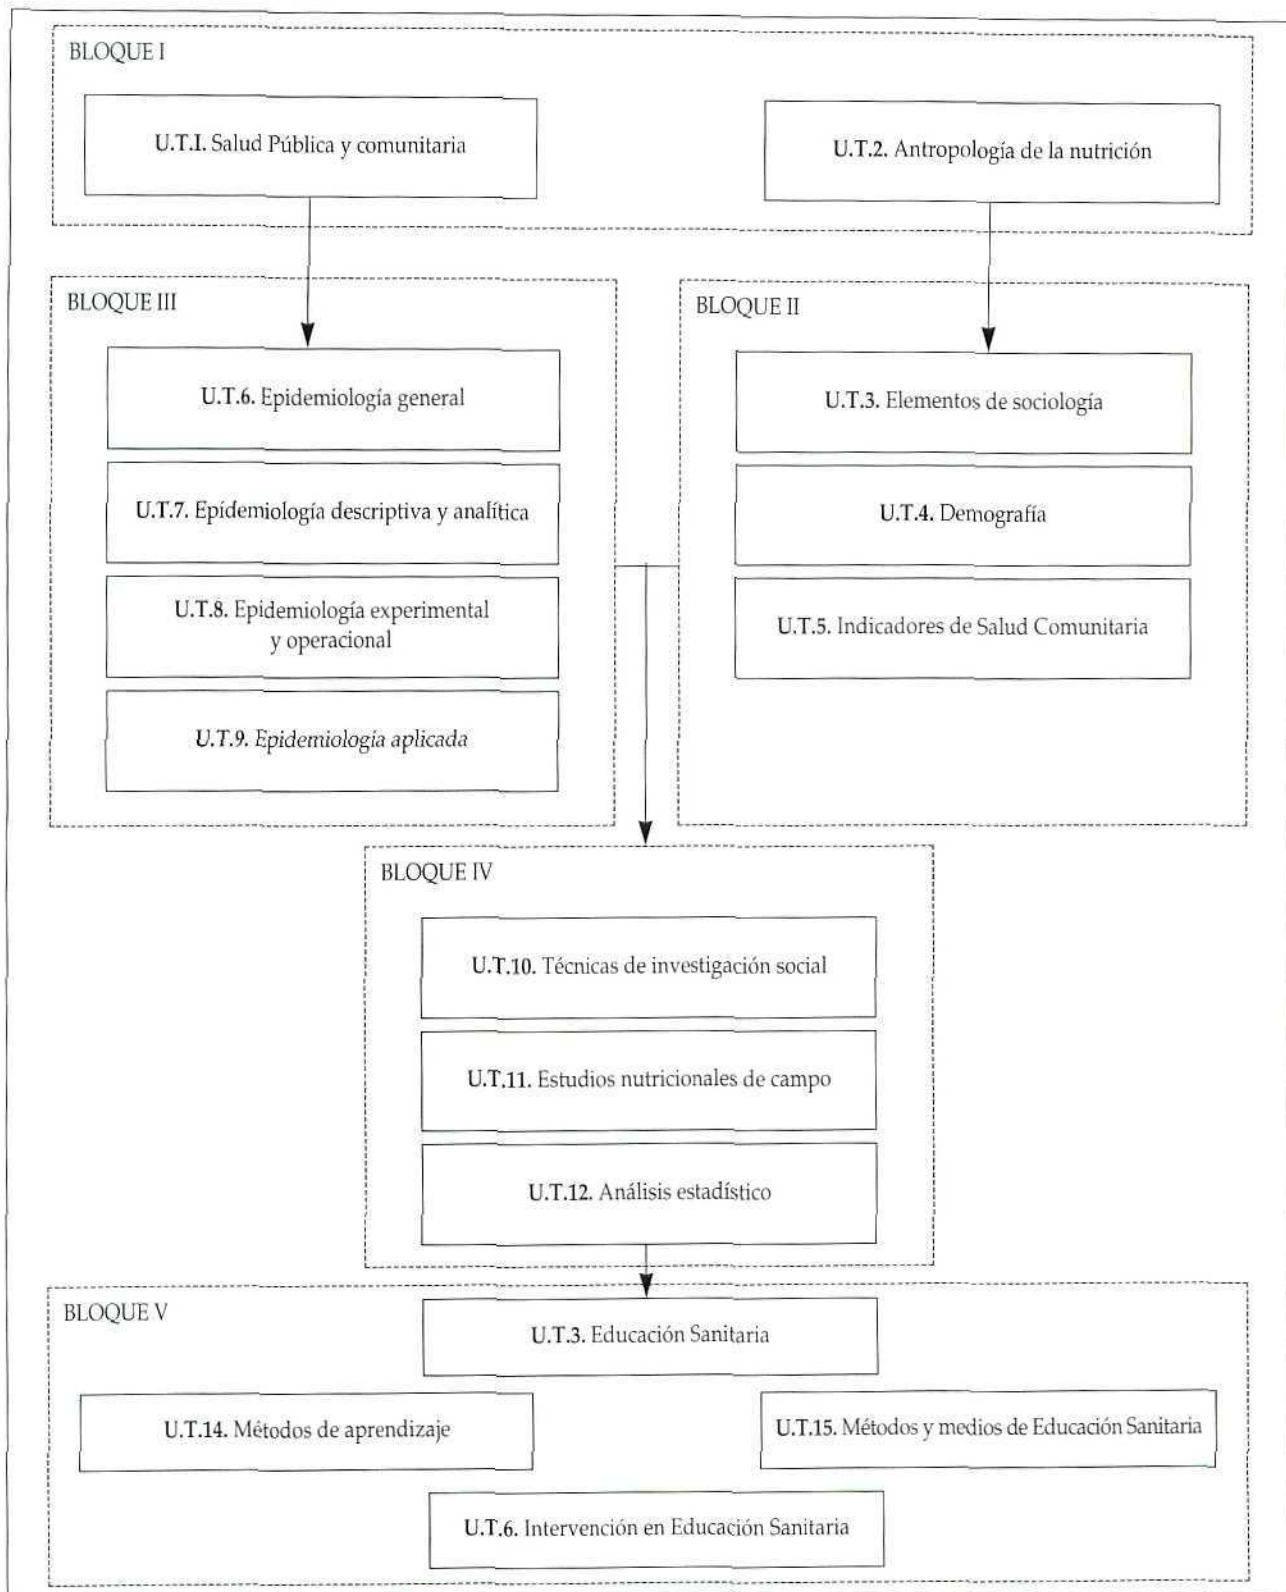 BLOQUE I
U.T.I. Salud Pública y comunitaria
U.T.2. Antropología de la nutrición
BLOQUE III
U.T.6. Epidemiología general
U.T.7. Epidemiología descriptiva y analítica
U.T.8. Epidemiología experimental
y operacional
U.T.9. Epidemiología aplicada
BLOQUE II
U.T.3. Elementos de sociología
U.T.4. Demografía
U.T.5. Indicadores de Salud Comunitaria
BLOQUE IV
U.T.10. Técnicas de investigación social
U.T.11. Estudios nutricionales de campo
U.T.12. Análisis estadístico
BLOQUE V
U.T.3. Educación Sanitaria
U.T.14. Métodos de aprendizaje
U.T.15. Métodos y medios de Educación Sanitaria
U.T.6. Intervención en Educación Sanitaria